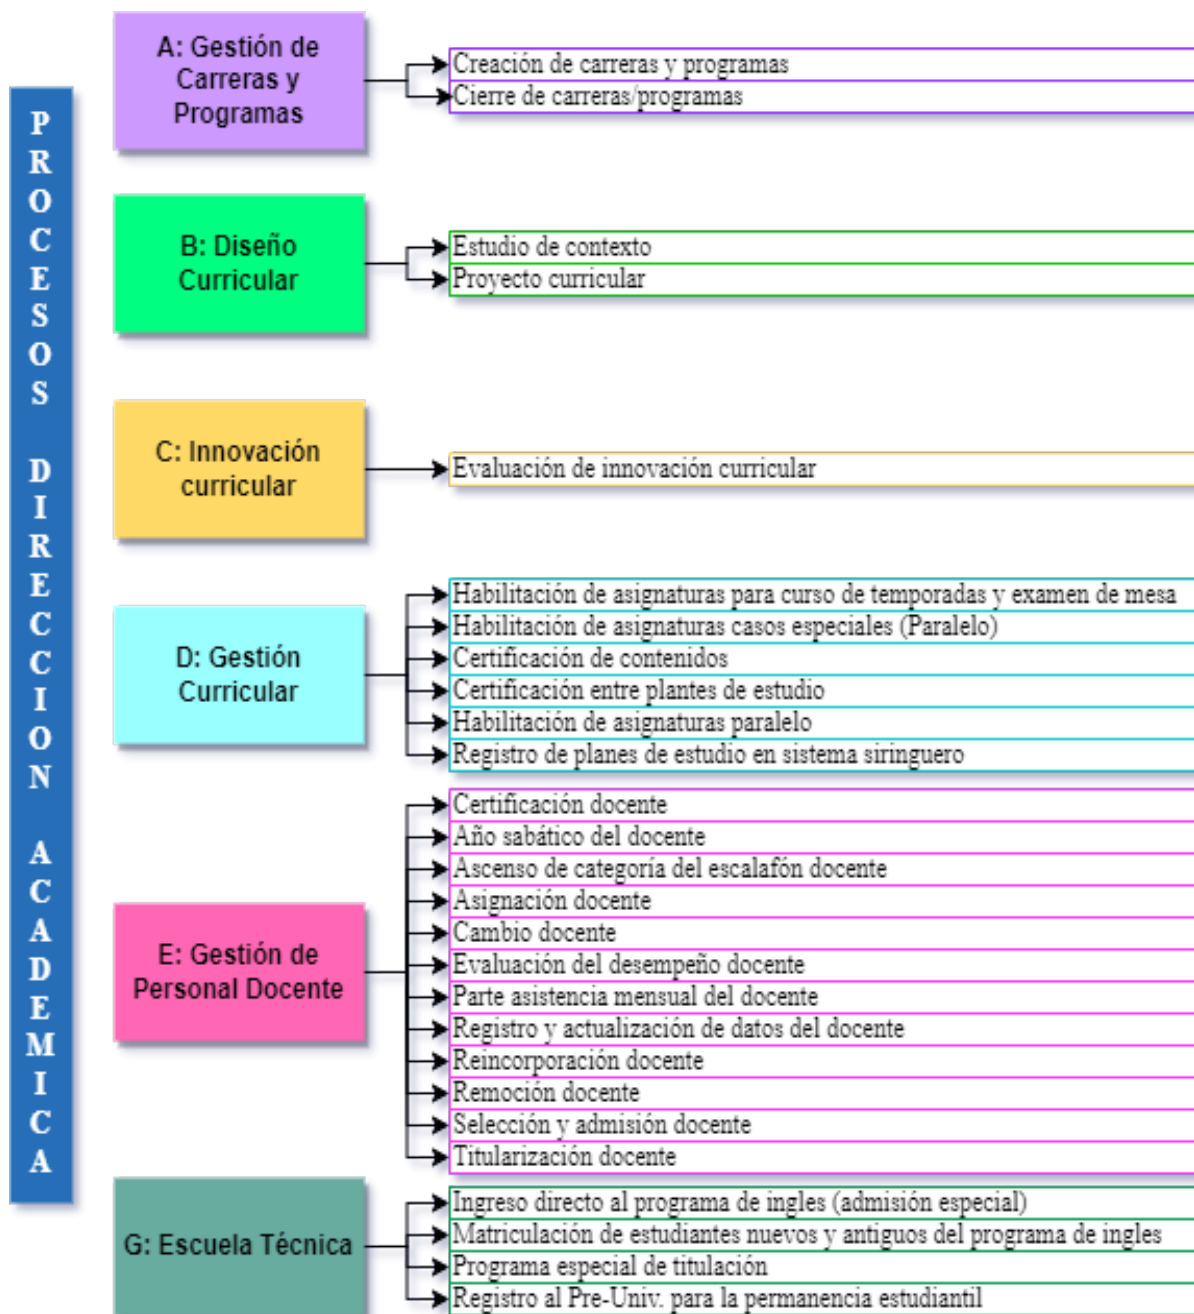 PROCESOS DIRECCION ACADEMICA
A: Gestión de
Carreras y
Programas
Creación de carreras y programas
Cierre de carreras/programas
B: Diseño
Curricular
Estudio de contexto
Proyecto curricular
C: Innovación
curricular
Evaluación de innovación curricular
D: Gestión
Curricular
Habilitación de asignaturas para curso de temporadas y examen de mesa
Habilitación de asignaturas casos especiales (Paralelo)
Certificación de contenidos
Certificación entre plantes de estudio
Habilitación de asignaturas paralelo
Registro de planes de estudio en sistema siringuero
E: Gestión de
Personal Docente
Certificación docente
Año sabático del docente
Ascenso de categoría del escalafón docente
Asignación docente
Cambio docente
Evaluación del desempeño docente
Parte asistencia mensual del docente
Registro y actualización de datos del docente
Reincorporación docente
Remoción docente
Selección y admisión docente
Titularización docente
G: Escuela Técnica
Ingreso directo al programa de ingles (admisión especial)
Matriculación de estudiantes nuevos y antiguos del programa de ingles
Programa especial de titulación
Registro al Pre-Univ. para la permanencia estudiantil